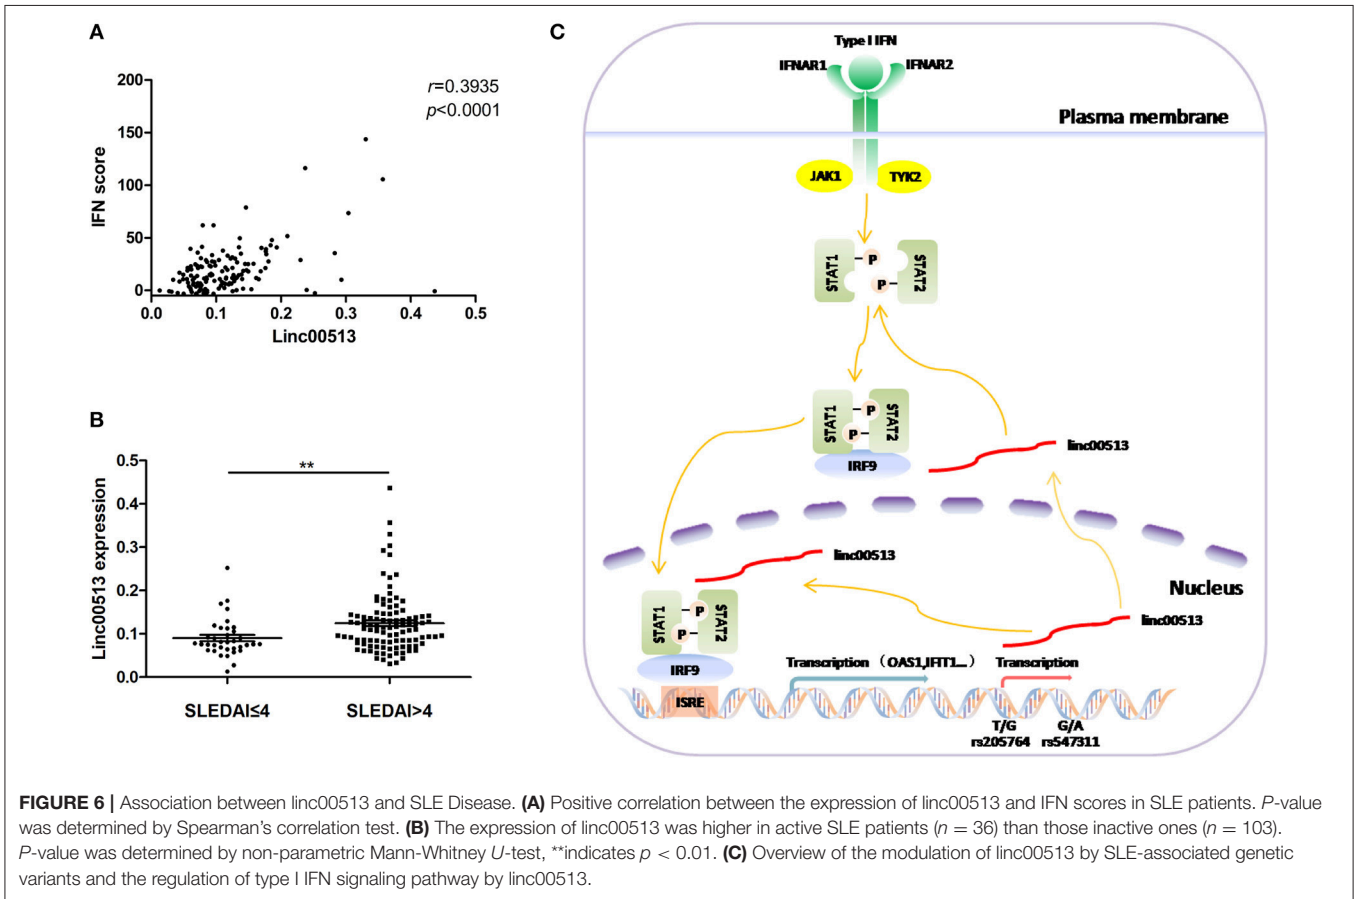 A
200
150
100
50
0
IFN score
r=0.3935
p<0.0001
0.0 0.1 0.2 0.3 0.4 0.5
Linc00513
B
0.5
0.4
0.3
0.2
0.1
0.0
Linc00513 expression
**
SLEDAI≤4 SLEDAI>4
C
Type I IFN
IFNAR1 IFNAR2
Plasma membrane
JAK1 TYK2
STAT1 P P STAT2
STAT1 P P STAT2
IRF9
linc00513
linc00513
Nucleus
linc00513
STAT1 P P STAT2
IRF9
Transcription (OAS1,IFIT1...) Transcription
ISRE
T/G G/A
rs205764 rs547311
FIGURE 6 | Association between linc00513 and SLE Disease. (A) Positive correlation between the expression of linc00513 and IFN scores in SLE patients. P-value
was determined by Spearman's correlation test. (B) The expression of linc00513 was higher in active SLE patients (n = 36) than those inactive ones (n = 103).
P-value was determined by non-parametric Mann-Whitney U-test, **indicates p < 0.01. (C) Overview of the modulation of linc00513 by SLE-associated genetic
variants and the regulation of type I IFN signaling pathway by linc00513.